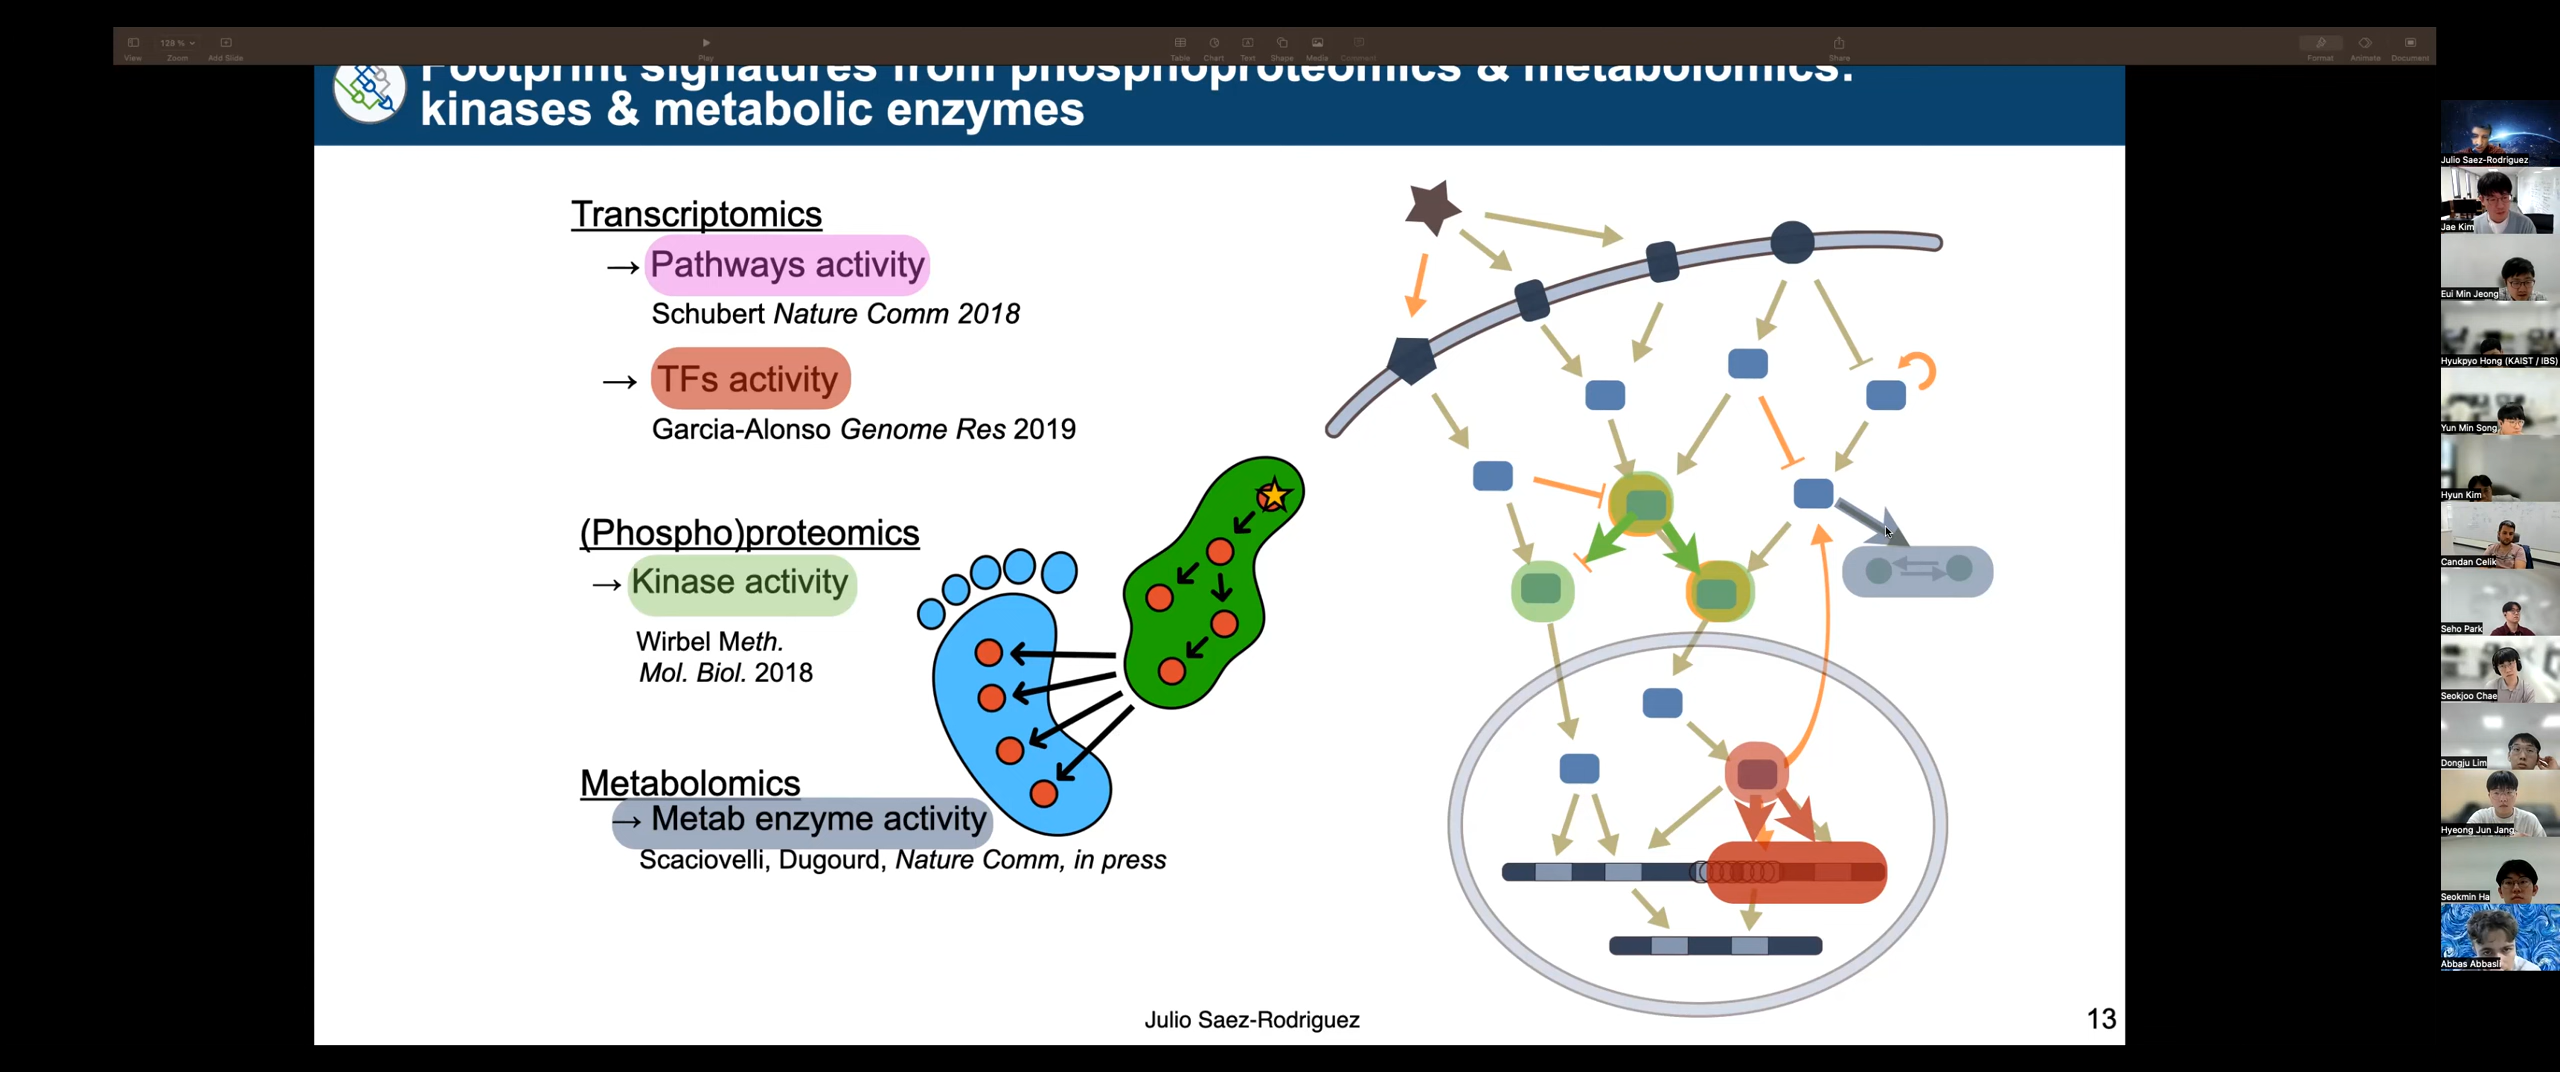 View
128 %
Zoom
Add Slide
Play
Table
Chart
Text
Shape
Media
Comment
Share
Format
Animate
Document
Footprint signatures from phosphoproteomics & metabolomics:
kinases & metabolic enzymes
Transcriptomics
→ Pathways activity
Schubert Nature Comm 2018
→ TFs activity
Garcia-Alonso Genome Res 2019
(Phospho)proteomics
→ Kinase activity
Wirbel Meth.
Mol. Biol. 2018
Metabolomics
→ Metab enzyme activity
Scaciovelli, Dugourd, Nature Comm, in press
Julio Saez-Rodriguez
13
Julio Saez-Rodriguez
Jae Kim
Eui Min Jeong
Hyukpyo Hong (KAIST / IBS)
Yun Min Song
Hyun Kim
Candan Celik
Seho Park
Seokjoo Chae
Dongju Lim
Hyeong Jun Jang
Seokmin Ha
Abbas Abbasli